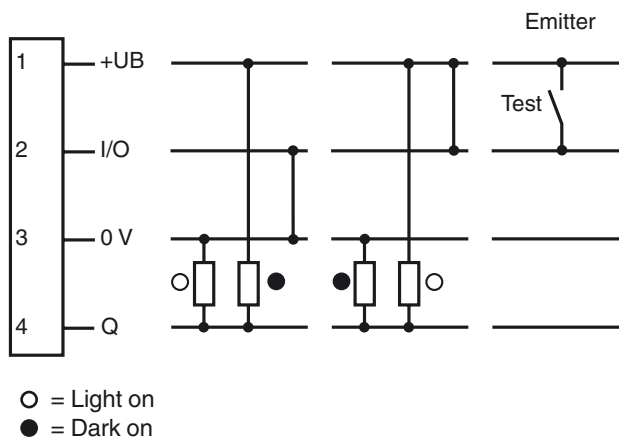 Emitter
1 +UB
Test
2 I/O
3 0 V
4 Q
= Light on
= Dark on